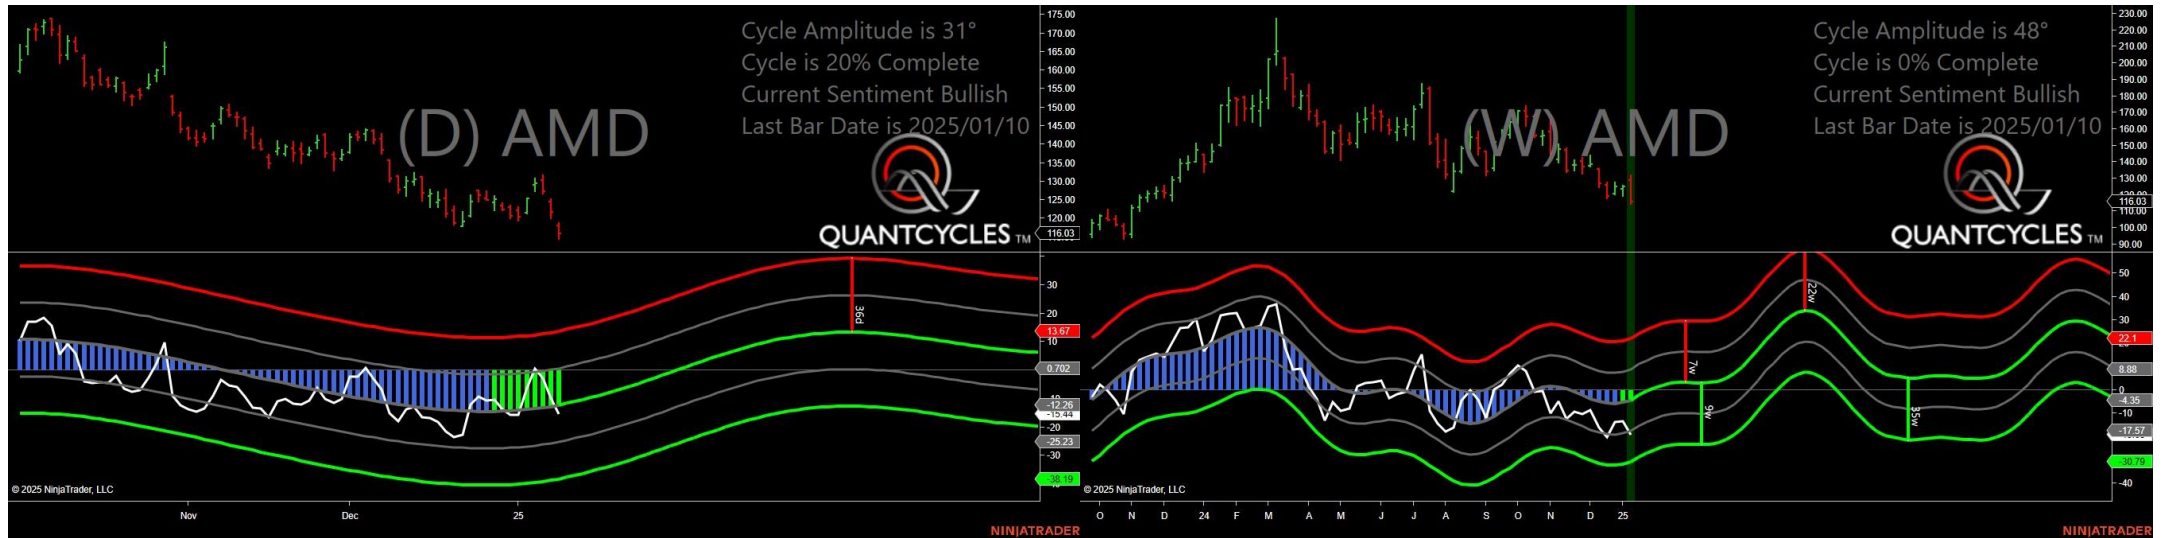 175.00
170.00
165.00
160.00
155.00
150.00
145.00
140.00
135.00
130.00
125.00
120.00
116.03
Cycle Amplitude is 31°
Cycle is 20% Complete
Current Sentiment Bullish
Last Bar Date is 2025/01/10
(D) AMD
QUANTCYCLES TM
36d
30
20
13.67
10
0.702
-12.26
-15.44
-20
-25.23
-30
-38.19
© 2025 NinjaTrader, LLC
Nov Dec 25
NINJATRADER
230.00
220.00
210.00
200.00
190.00
180.00
170.00
160.00
150.00
140.00
130.00
116.03
110.00
100.00
90.00
Cycle Amplitude is 48°
Cycle is 0% Complete
Current Sentiment Bullish
Last Bar Date is 2025/01/10
(W) AMD
QUANTCYCLES TM
22w
7w
9w
35w
50
40
30
22.1
8.88
0
-4.35
-10
-17.57
-30.79
-40
© 2025 NinjaTrader, LLC
O N D 24 F M A M J J A S O N D 25
NINJATRADER